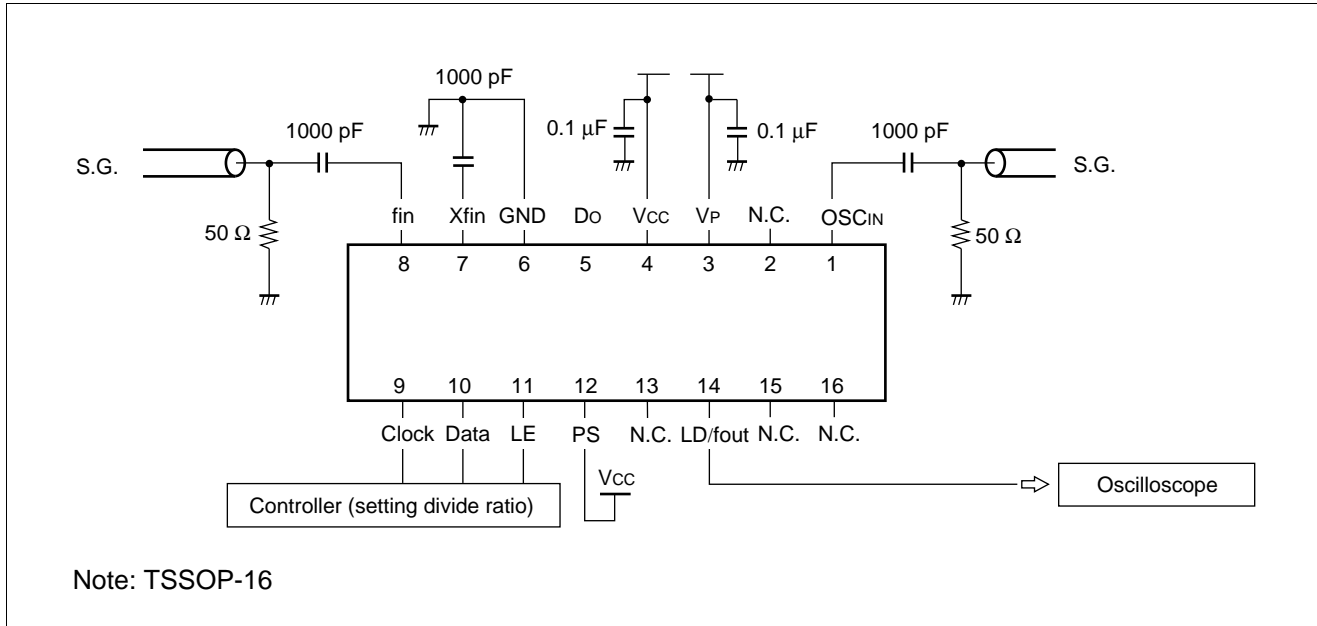 1000 pF
1000 pF
0.1 µF
0.1 µF
1000 pF
S.G.
S.G.
50 Ω
fin Xfin GND DO VCC VP N.C. OSCIN
50 Ω
8 7 6 5 4 3 2 1
9 10 11 12 13 14 15 16
Clock Data LE PS N.C. LD/fout N.C. N.C.
VCC
Controller (setting divide ratio)
Oscilloscope
Note: TSSOP-16